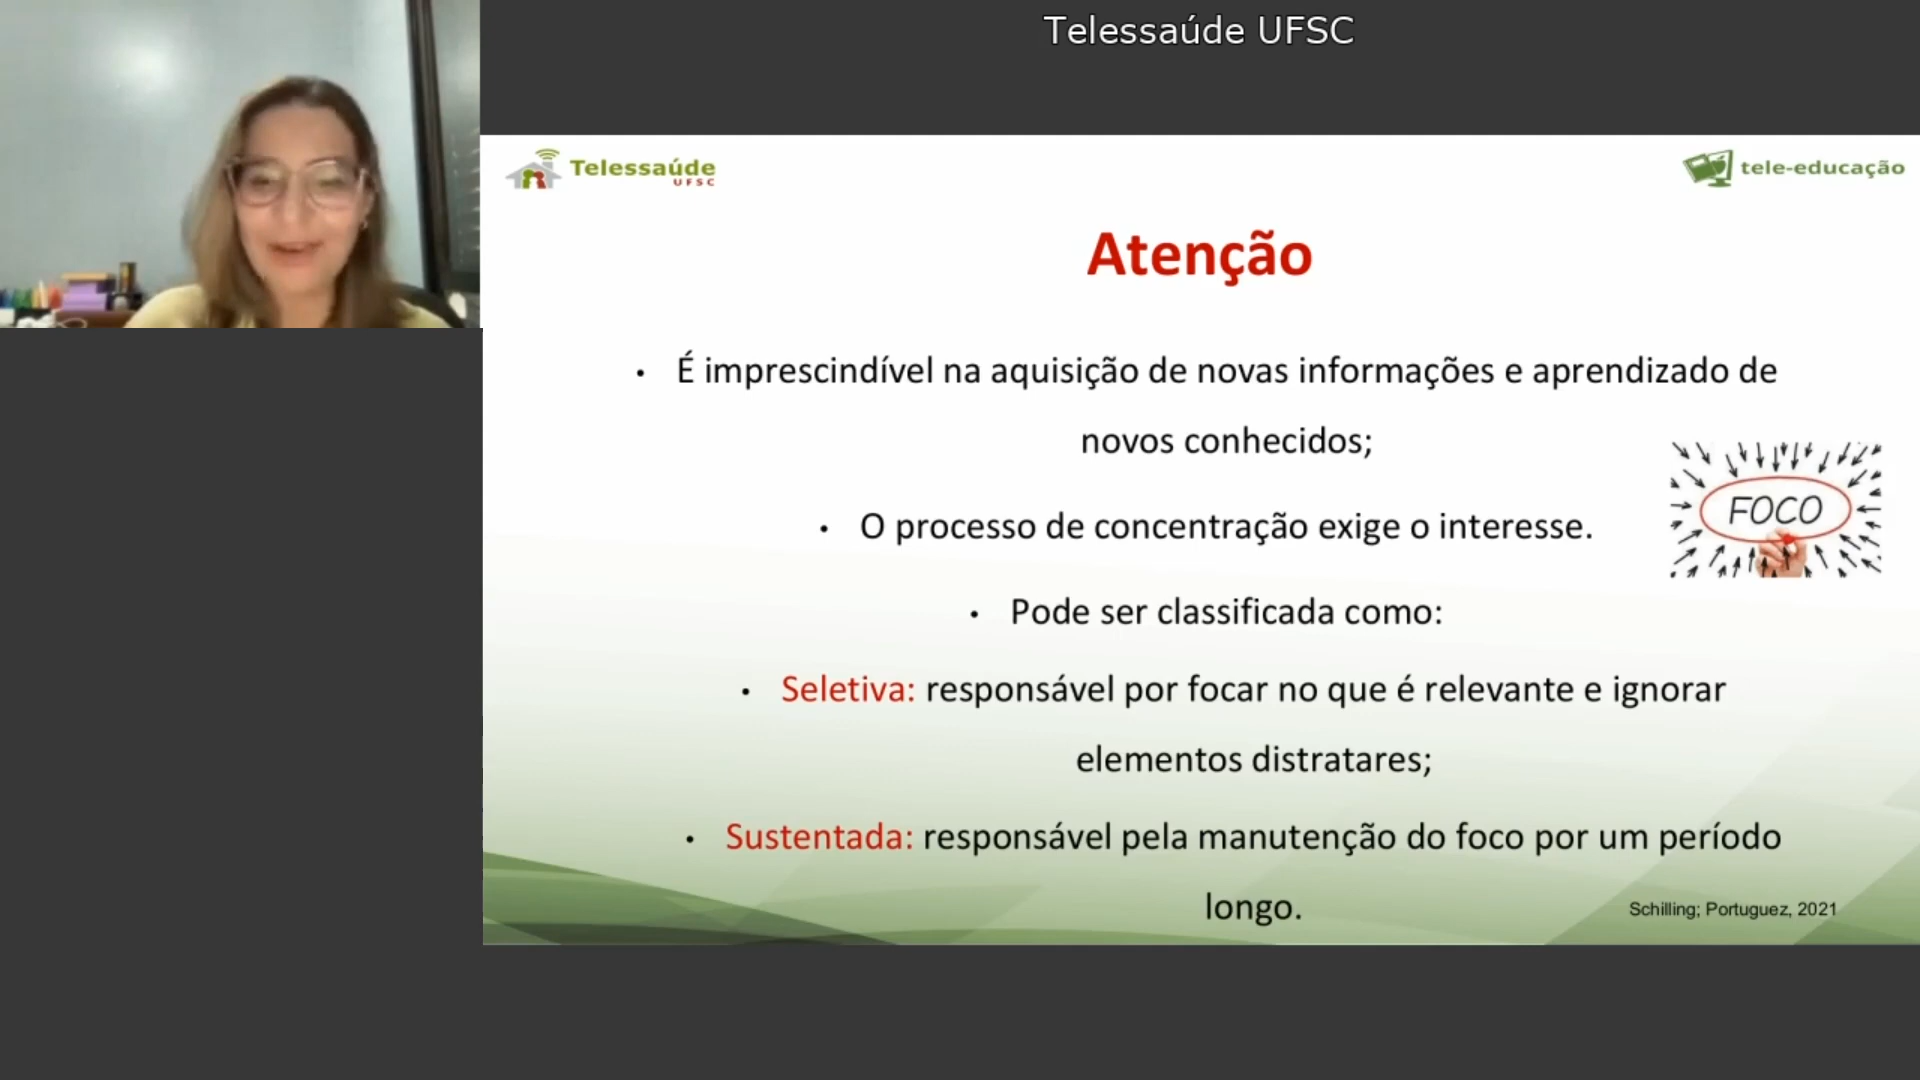 Telessaúde UFSC
Telessaúde
UFSC
tele-educação
Atenção
• É imprescindível na aquisição de novas informações e aprendizado de
novos conhecidos;
FOCO
• O processo de concentração exige o interesse.
• Pode ser classificada como:
• Seletiva: responsável por focar no que é relevante e ignorar
elementos distratares;
• Sustentada: responsável pela manutenção do foco por um período
longo.
Schilling; Portuguez, 2021